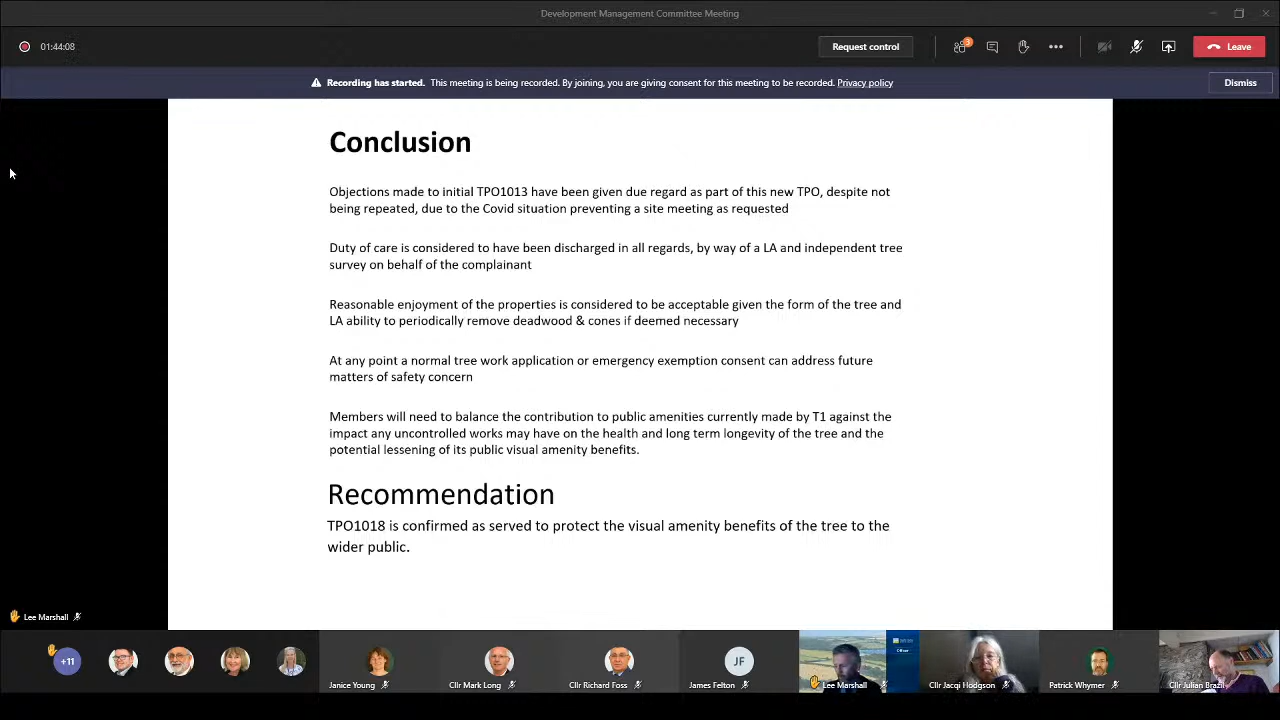 Development Management Committee Meeting
01:44:08
3
Request control
Leave
Recording has started. This meeting is being recorded. By joining, you are giving consent for this meeting to be recorded. Privacy policy
Dismiss
Conclusion
Objections made to initial TPO1013 have been given due regard as part of this new TPO, despite not
being repeated, due to the Covid situation preventing a site meeting as requested
Duty of care is considered to have been discharged in all regards, by way of a LA and independent tree
survey on behalf of the complainant
Reasonable enjoyment of the properties is considered to be acceptable given the form of the tree and
LA ability to periodically remove deadwood & cones if deemed necessary
At any point a normal tree work application or emergency exemption consent can address future
matters of safety concern
Members will need to balance the contribution to public amenities currently made by T1 against the
impact any uncontrolled works may have on the health and long term longevity of the tree and the
potential lessening of its public visual amenity benefits.
Recommendation
TPO1018 is confirmed as served to protect the visual amenity benefits of the tree to the
wider public.
Lee Marshall
+11
JF
Janice Young
Cllr Mark Long
Cllr Richard Foss
James Felton
Lee Marshall
Cllr Jacqi Hodgson
Patrick Whymer
Cllr Julian Brazil